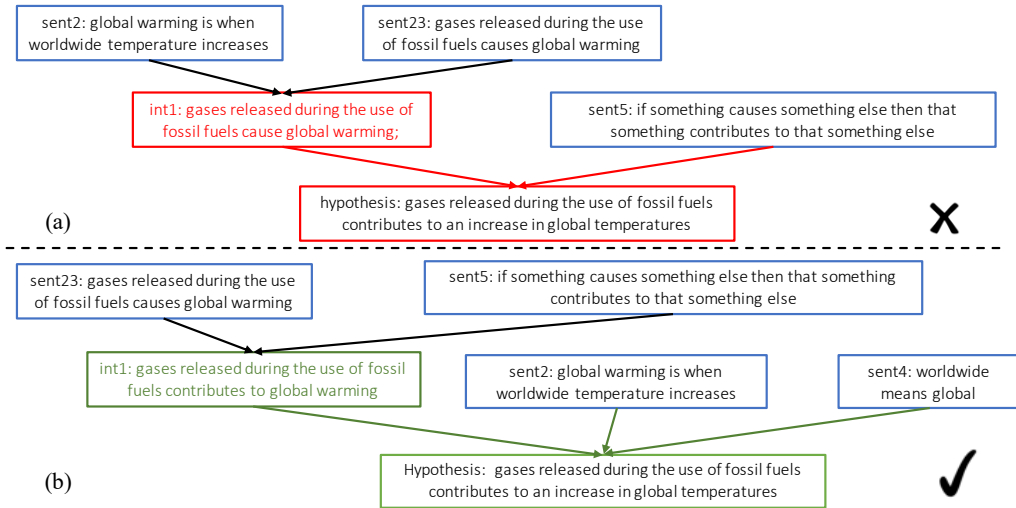 sent2: global warming is when
worldwide temperature increases
sent23: gases released during the use
of fossil fuels causes global warming
int1: gases released during the use of
fossil fuels cause global warming;
sent5: if something causes something else then that
something contributes to that something else
hypothesis: gases released during the use of fossil fuels
contributes to an increase in global temperatures
(a)
sent23: gases released during the use
of fossil fuels causes global warming
sent5: if something causes something else then that something
contributes to that something else
int1: gases released during the use of fossil
fuels contributes to global warming
sent2: global warming is when
worldwide temperature increases
sent4: worldwide
means global
Hypothesis: gases released during the use of fossil fuels
contributes to an increase in global temperatures
(b)